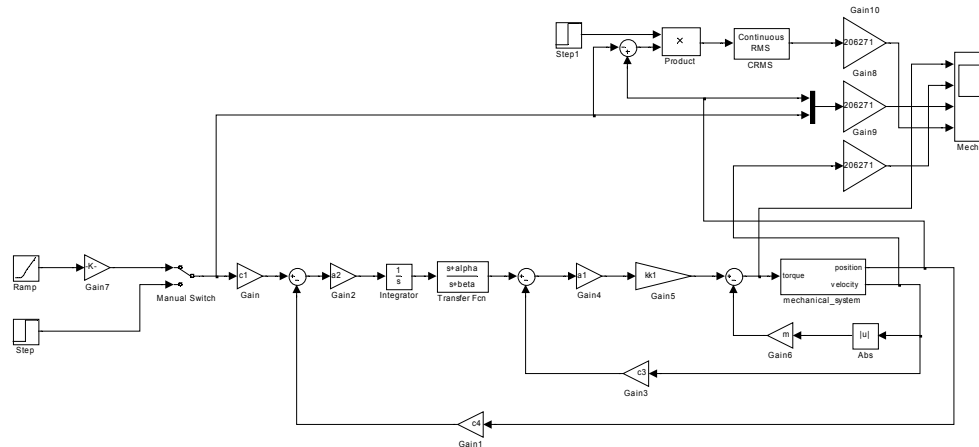 Gain10
Step1
×
Product
Continuous
RMS
CRMS
206271
Gain8
206271
Gain9
206271
Mech
Ramp
-K-
Gain7
Manual Switch
Step
c1
Gain
a2
Gain2
1
s
Integrator
s+alpha
s+beta
Transfer Fcn
a1
Gain4
kk1
Gain5
torque
position
velocity
mechanical_system
m
Gain6
|u|
Abs
c3
Gain3
c4
Gain1